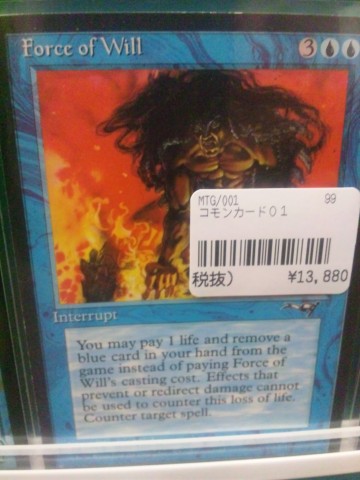 Force of Will
3
MTG/001 99
コモンカード01
税抜) ¥13,880
Interrupt
You may pay 1 life and remove a
blue card in your hand from the
game instead of paying Force of
Will's casting cost. Effects that
prevent or redirect damage cannot
be used to counter this loss of life.
Counter target spell.